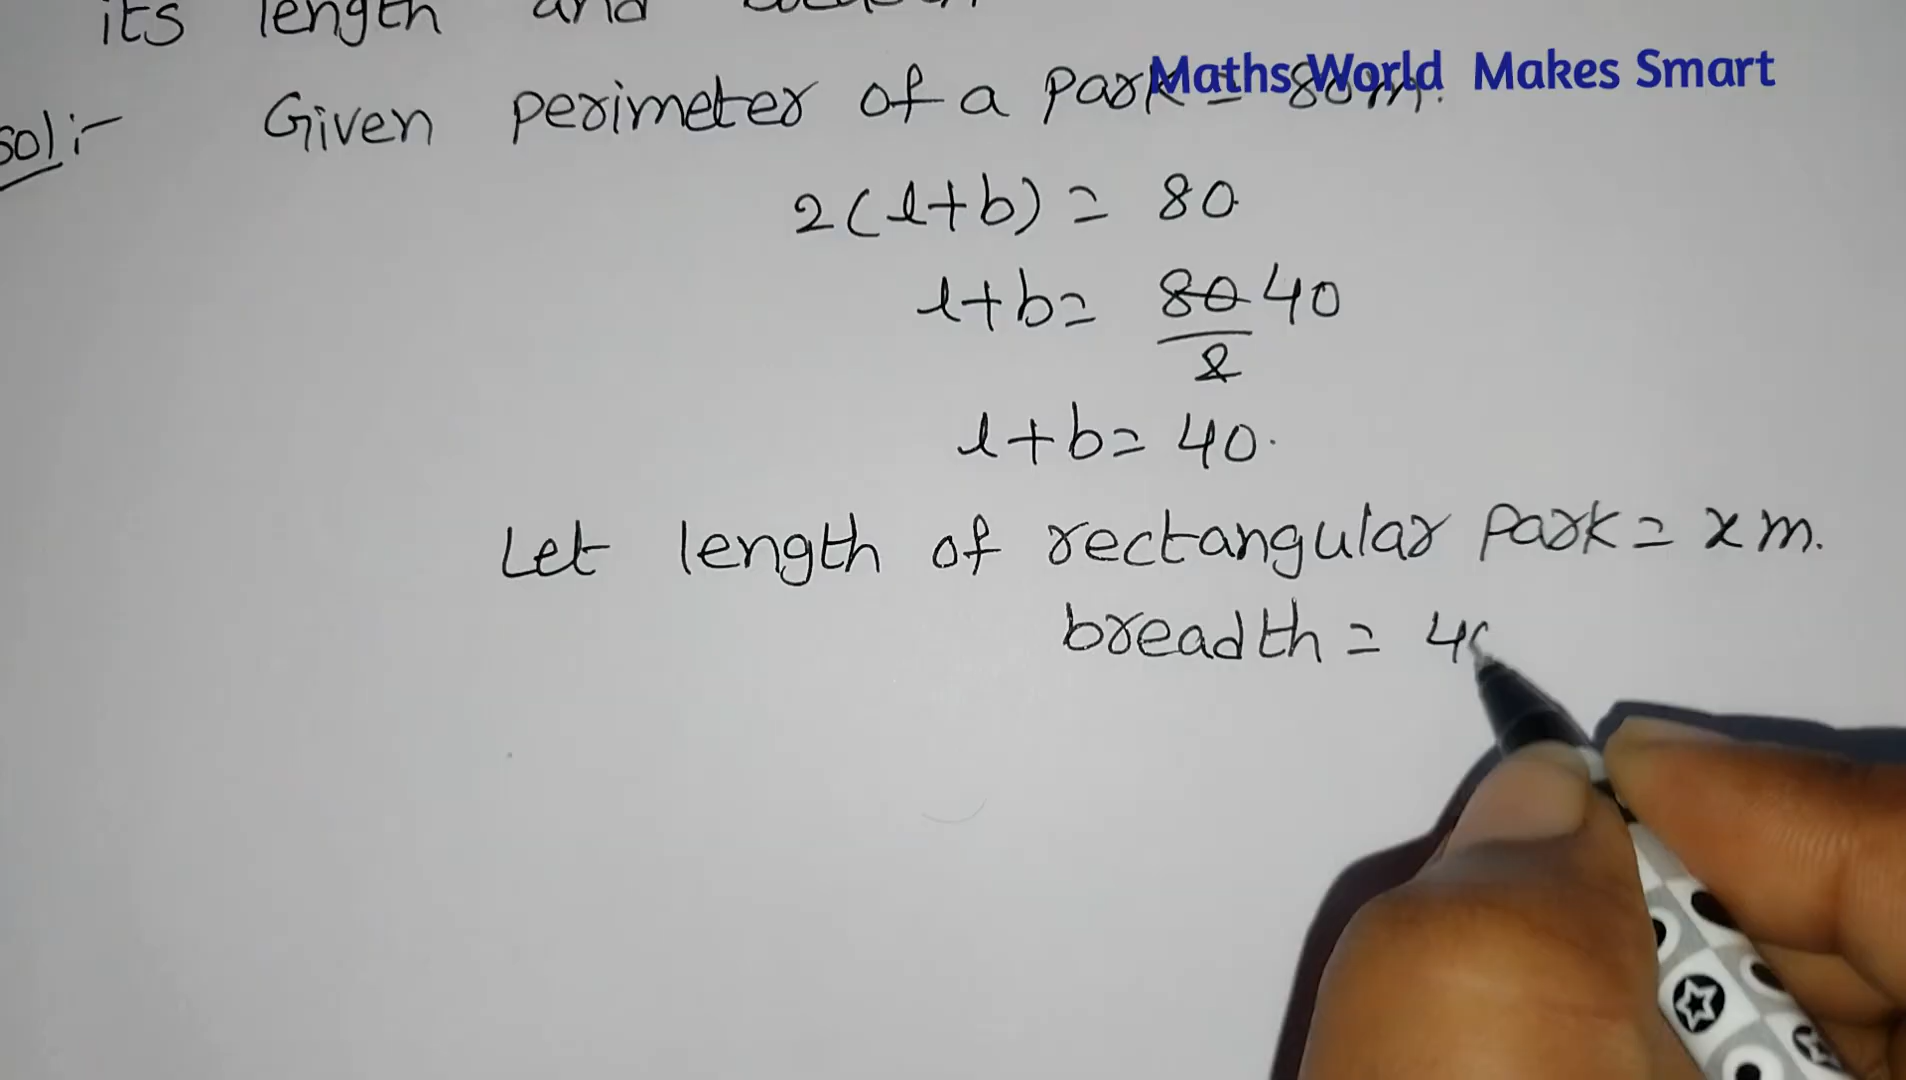 its length and
Maths World Makes Smart
Sol:- Given perimeter of a park = 80m.
2(l+b) = 80
l+b= 80/2 40
l+b= 40.
Let length of rectangular park = x m.
breadth = 40